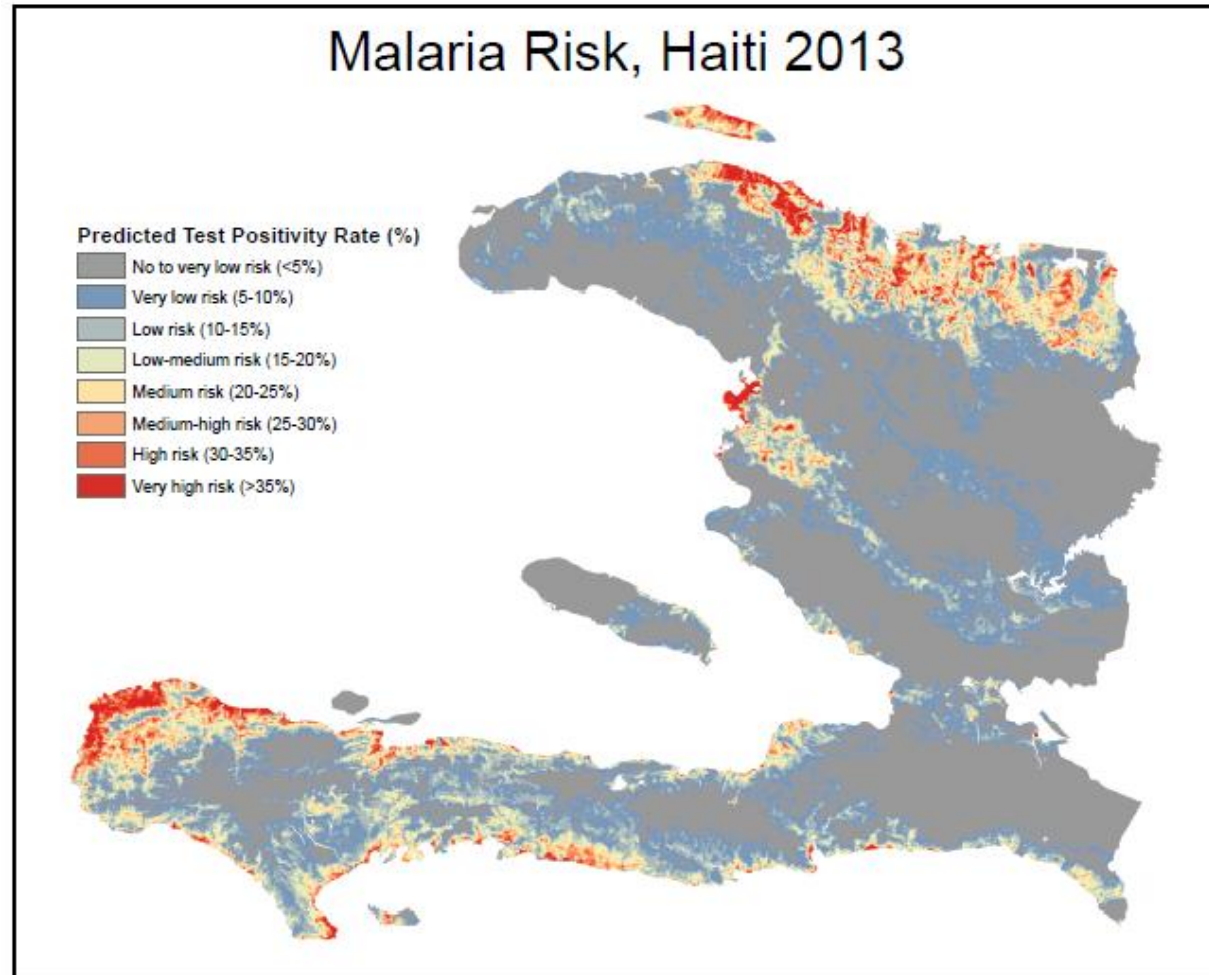 Malaria Risk, Haiti 2013
Predicted Test Positivity Rate (%)
No to very low risk (<5%)
Very low risk (5-10%)
Low risk (10-15%)
Low-medium risk (15-20%)
Medium risk (20-25%)
Medium-high risk (25-30%)
High risk (30-35%)
Very high risk (>35%)